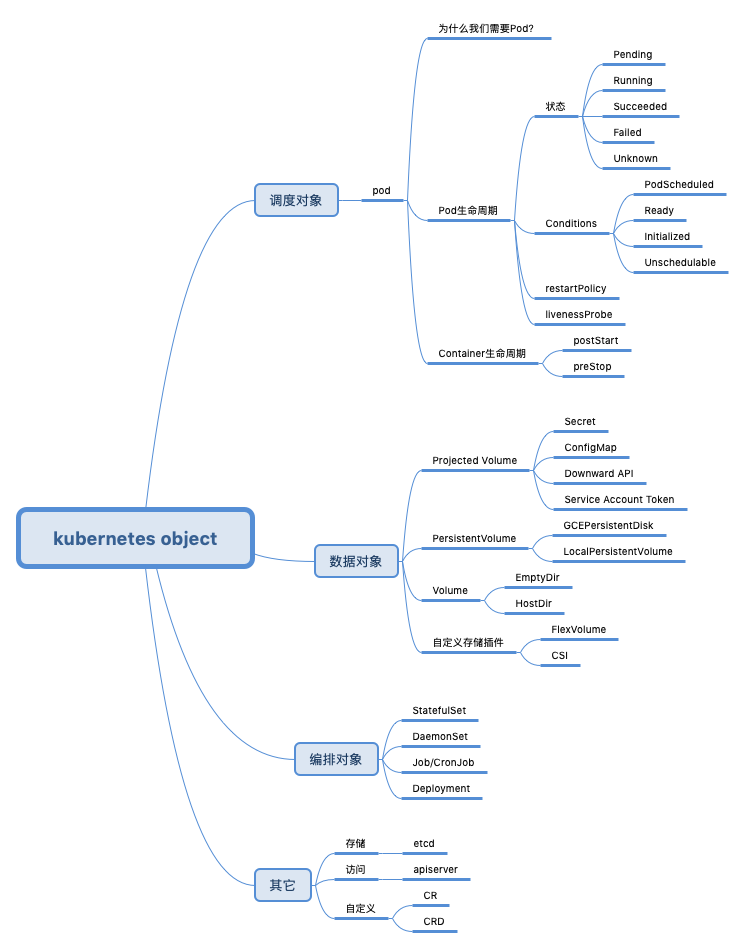 kubernetes object
调度对象
pod
为什么我们需要Pod?
Pod生命周期
状态
Pending
Running
Succeeded
Failed
Unknown
Conditions
PodScheduled
Ready
Initialized
Unschedulable
restartPolicy
livenessProbe
Container生命周期
postStart
preStop
数据对象
Projected Volume
Secret
ConfigMap
Downward API
Service Account Token
PersistentVolume
GCEPersistentDisk
LocalPersistentVolume
Volume
EmptyDir
HostDir
自定义存储插件
FlexVolume
CSI
编排对象
StatefulSet
DaemonSet
Job/CronJob
Deployment
其它
存储
etcd
访问
apiserver
自定义
CR
CRD